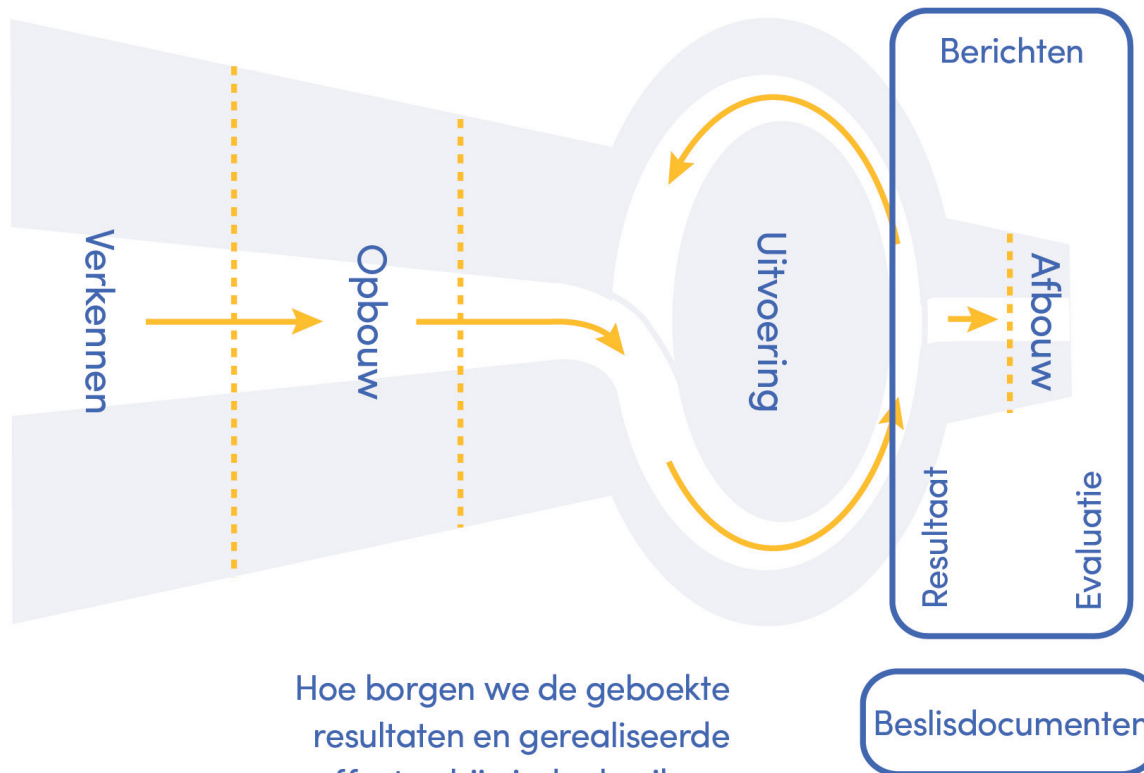 Berichten
Verkennen
Opbouw
Uitvoering
Afbouw
Resultaat
Evaluatie
Hoe borgen we de geboekte
resultaten en gerealiseerde
Beslisdocumenten